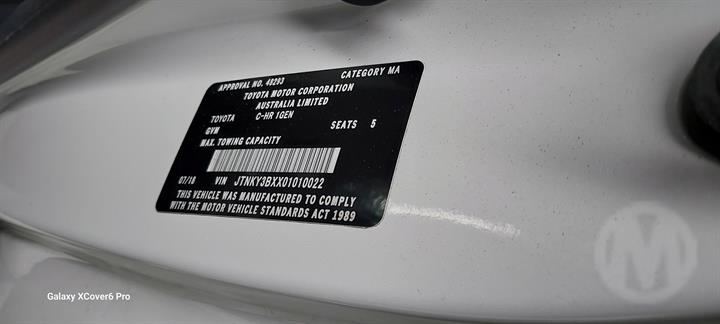 APPROVAL NO. 48293 CATEGORY MA
TOYOTA MOTOR CORPORATION
AUSTRALIA LIMITED
TOYOTA C-HR 1GEN
GVM SEATS 5
MAX. TOWING CAPACITY
07/18 VIN JTNKY3BXX01010022
THIS VEHICLE WAS MANUFACTURED TO COMPLY
WITH THE MOTOR VEHICLE STANDARDS ACT 1989
Galaxy XCover6 Pro
M